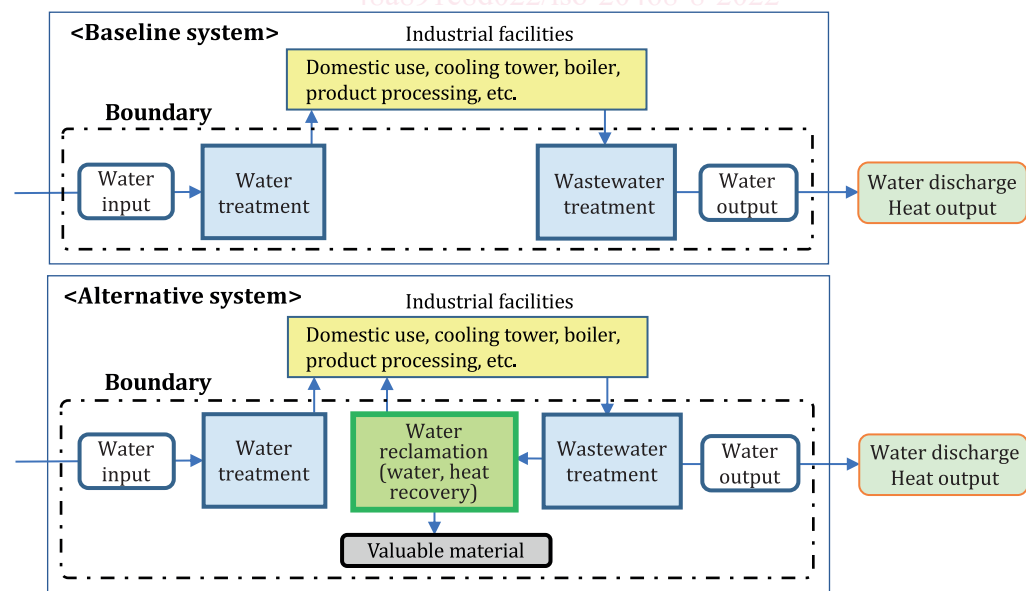 <Baseline system>
Industrial facilities
Domestic use, cooling tower, boiler,
product processing, etc.
Boundary
Water
input
Water
treatment
Wastewater
treatment
Water
output
Water discharge
Heat output
<Alternative system>
Industrial facilities
Domestic use, cooling tower, boiler,
product processing, etc.
Boundary
Water
input
Water
treatment
Water
reclamation
(water, heat
recovery)
Wastewater
treatment
Water
output
Water discharge
Heat output
Valuable material